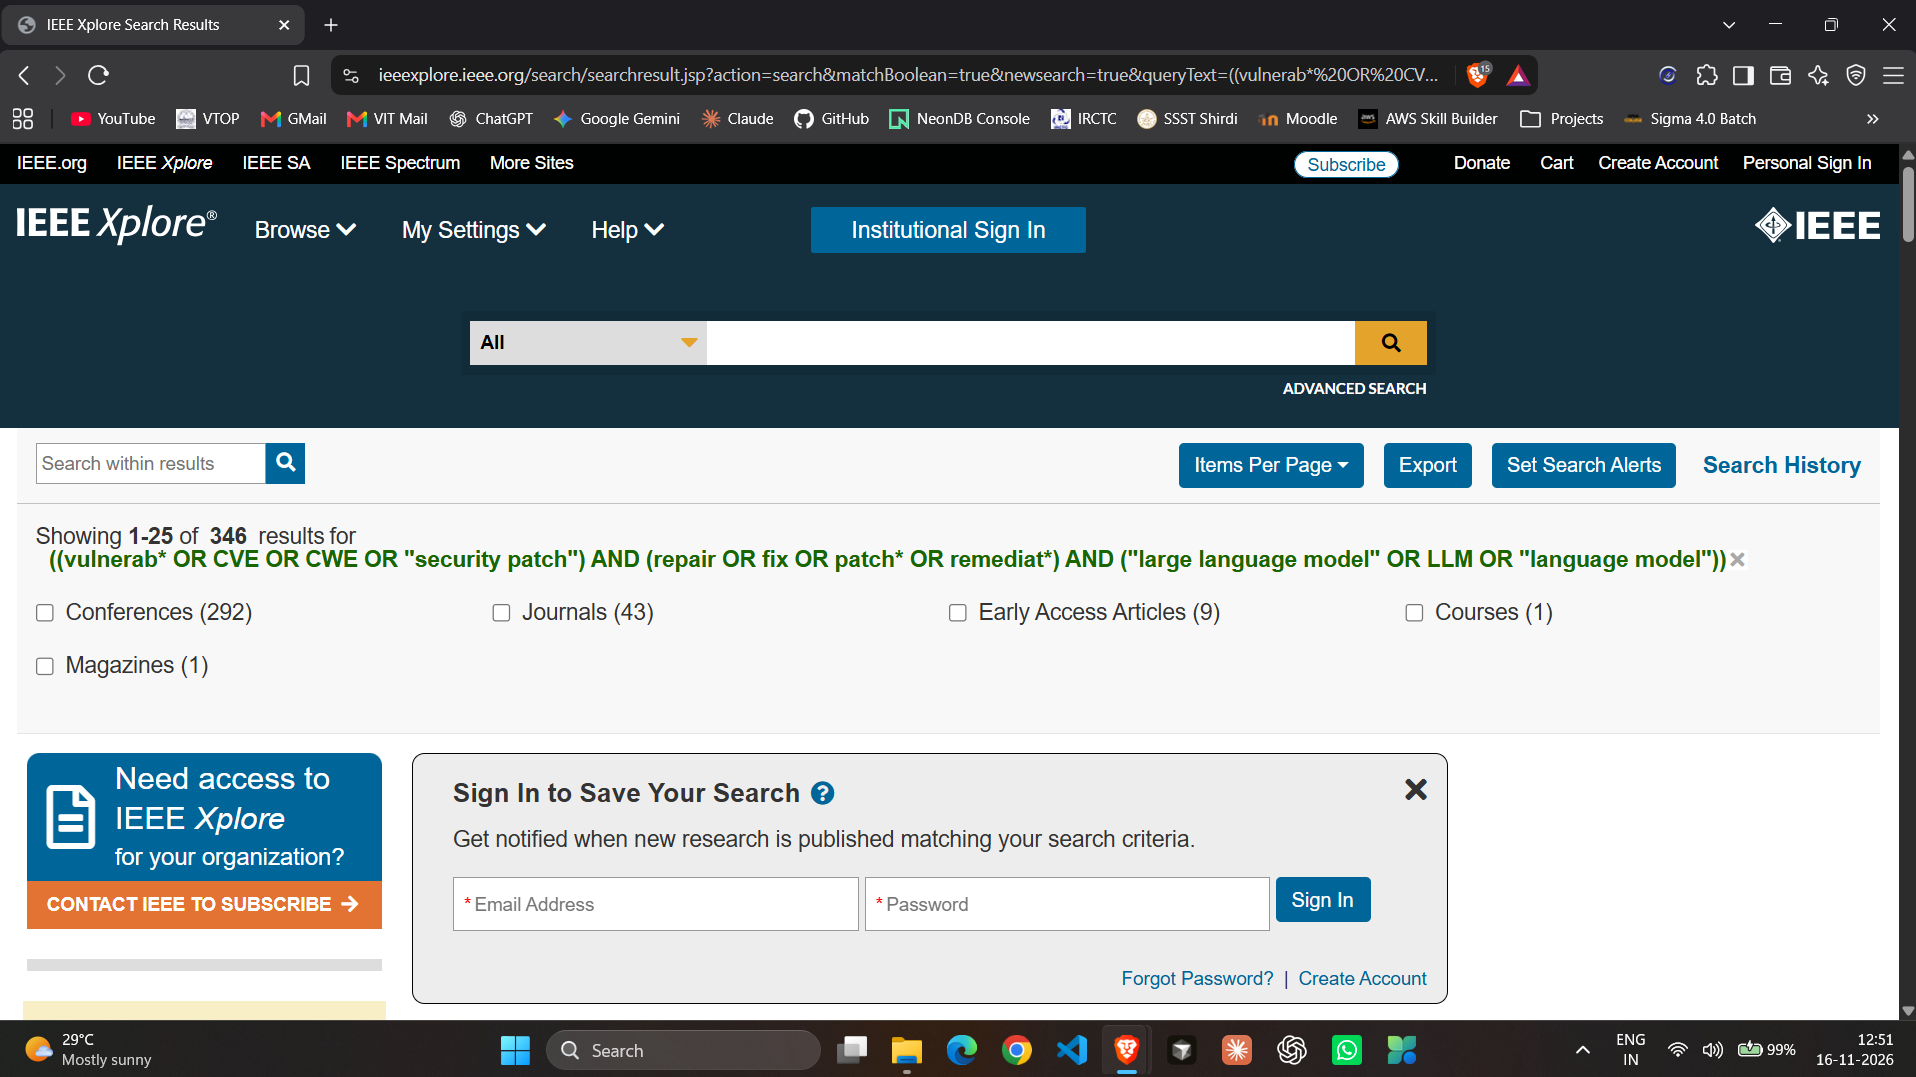 IEEE Xplore Search Results
ieeexplore.ieee.org/search/searchresult.jsp?action=search&matchBoolean=true&newsearch=true&queryText=((vulnerab*%20OR%20CV...
15
YouTube VTOP GMail VIT Mail ChatGPT Google Gemini Claude GitHub NeonDB Console IRCTC SSST Shirdi Moodle AWS Skill Builder Projects Sigma 4.0 Batch
IEEE.org IEEE Xplore IEEE SA IEEE Spectrum More Sites Subscribe Donate Cart Create Account Personal Sign In
IEEE Xplore® Browse My Settings Help Institutional Sign In IEEE
All
ADVANCED SEARCH
Search within results Items Per Page Export Set Search Alerts Search History
Showing 1-25 of 346 results for
((vulnerab* OR CVE OR CWE OR "security patch") AND (repair OR fix OR patch* OR remediat*) AND ("large language model" OR LLM OR "language model"))
Conferences (292) Journals (43) Early Access Articles (9) Courses (1)
Magazines (1)
Need access to
IEEE Xplore
for your organization?
CONTACT IEEE TO SUBSCRIBE
Sign In to Save Your Search ?
Get notified when new research is published matching your search criteria.
*Email Address *Password Sign In
Forgot Password? | Create Account
29°C
Mostly sunny
Search
ENG
IN
99%
12:51
16-11-2026